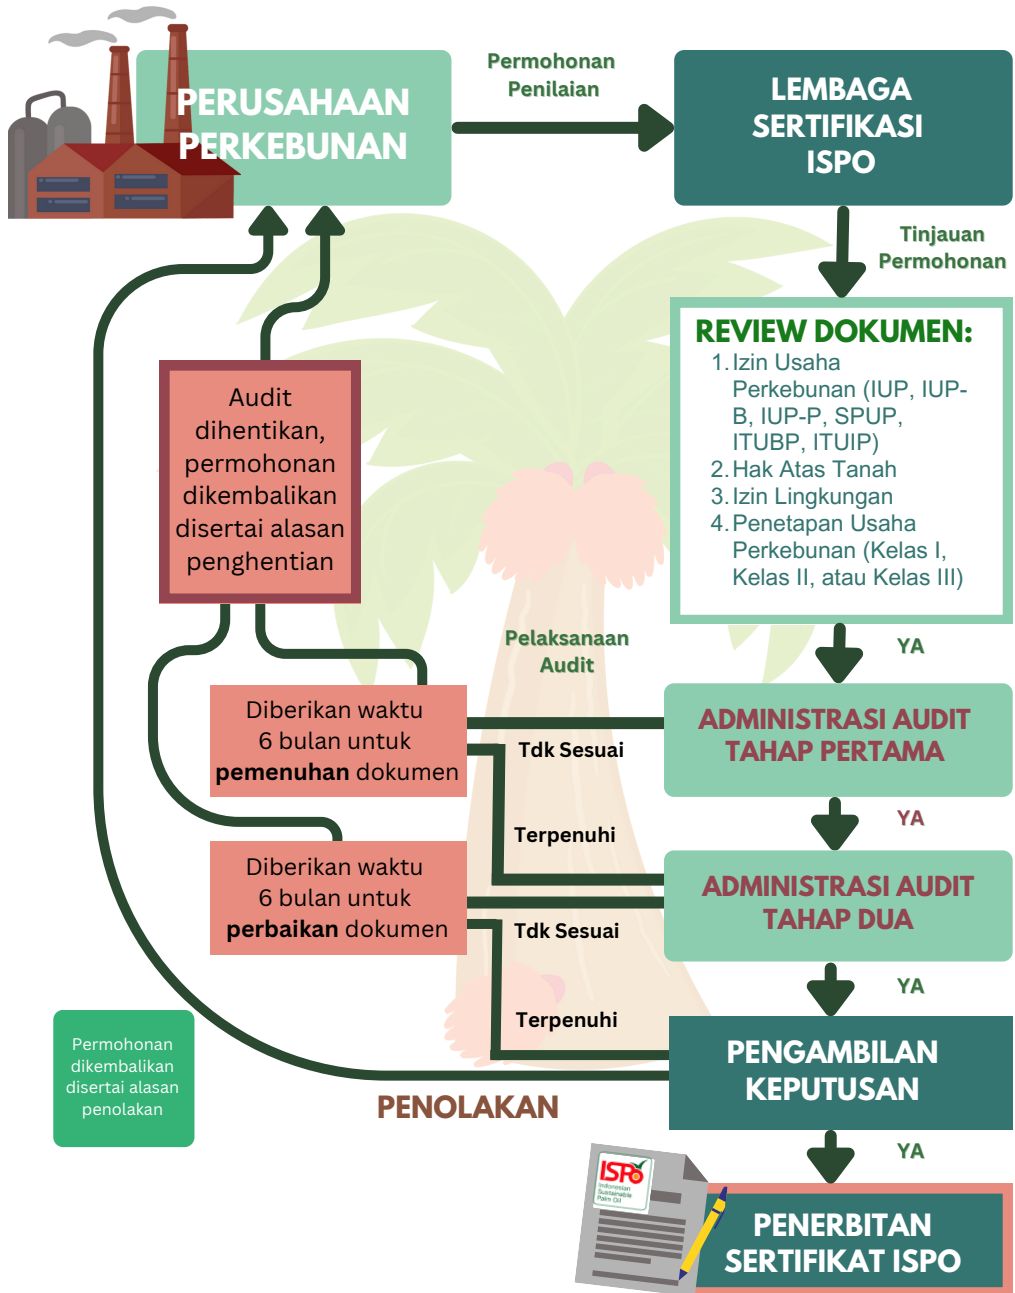 PERUSAHAAN
PERKEBUNAN
Permohonan
Penilaian
LEMBAGA
SERTIFIKASI
ISPO
Tinjauan
Permohonan
REVIEW DOKUMEN:
1. Izin Usaha
Perkebunan (IUP, IUP-
B, IUP-P, SPUP,
ITUBP, ITUIP)
2. Hak Atas Tanah
3. Izin Lingkungan
4. Penetapan Usaha
Perkebunan (Kelas I,
Kelas II, atau Kelas III)
Audit
dihentikan,
permohonan
dikembalikan
disertai alasan
penghentian
YA
Pelaksanaan
Audit
ADMINISTRASI AUDIT
TAHAP PERTAMA
Diberikan waktu
6 bulan untuk
pemenuhan dokumen
Tdk Sesuai
Terpenuhi
YA
ADMINISTRASI AUDIT
TAHAP DUA
Diberikan waktu
6 bulan untuk
perbaikan dokumen
Tdk Sesuai
Terpenuhi
YA
PENGAMBILAN
KEPUTUSAN
Permohonan
dikembalikan
disertai alasan
penolakan
PENOLAKAN
YA
ISPO
Indonesian
Sustainable
Palm Oil
PENERBITAN
SERTIFIKAT ISPO